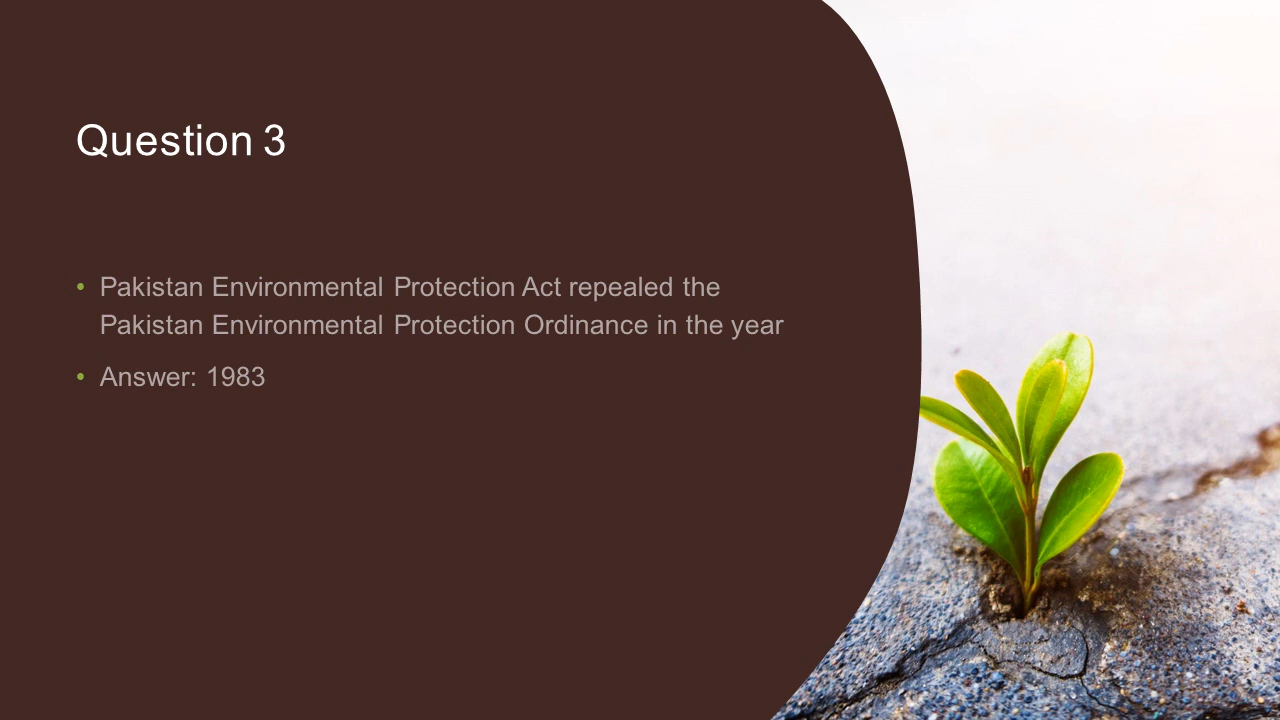 Question 3
• Pakistan Environmental Protection Act repealed the
Pakistan Environmental Protection Ordinance in the year
• Answer: 1983